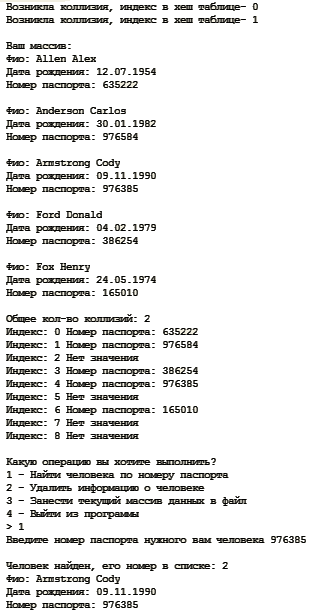 Возникла коллизия, индекс в хеш таблице- 0
Возникла коллизия, индекс в хеш таблице- 1
Ваш массив:
Фио: Allen Alex
Дата рождения: 12.07.1954
Номер паспорта: 635222
Фио: Anderson Carlos
Дата рождения: 30.01.1982
Номер паспорта: 976584
Фио: Armstrong Cody
Дата рождения: 09.11.1990
Номер паспорта: 976385
Фио: Ford Donald
Дата рождения: 04.02.1979
Номер паспорта: 386254
Фио: Fox Henry
Дата рождения: 24.05.1974
Номер паспорта: 165010
Общее кол-во коллизий: 2
Индекс: 0 Номер паспорта: 635222
Индекс: 1 Номер паспорта: 976584
Индекс: 2 Нет значения
Индекс: 3 Номер паспорта: 386254
Индекс: 4 Номер паспорта: 976385
Индекс: 5 Нет значения
Индекс: 6 Номер паспорта: 165010
Индекс: 7 Нет значения
Индекс: 8 Нет значения
Какую операцию вы хотите выполнить?
1 - Найти человека по номеру паспорта
2 - Удалить информацию о человеке
3 - Занести текущий массив данных в файл
4 - Выйти из программы
> 1
Введите номер паспорта нужного вам человека 976385
Человек найден, его номер в списке: 2
Фио: Armstrong Cody
Дата рождения: 09.11.1990
Номер паспорта: 976385